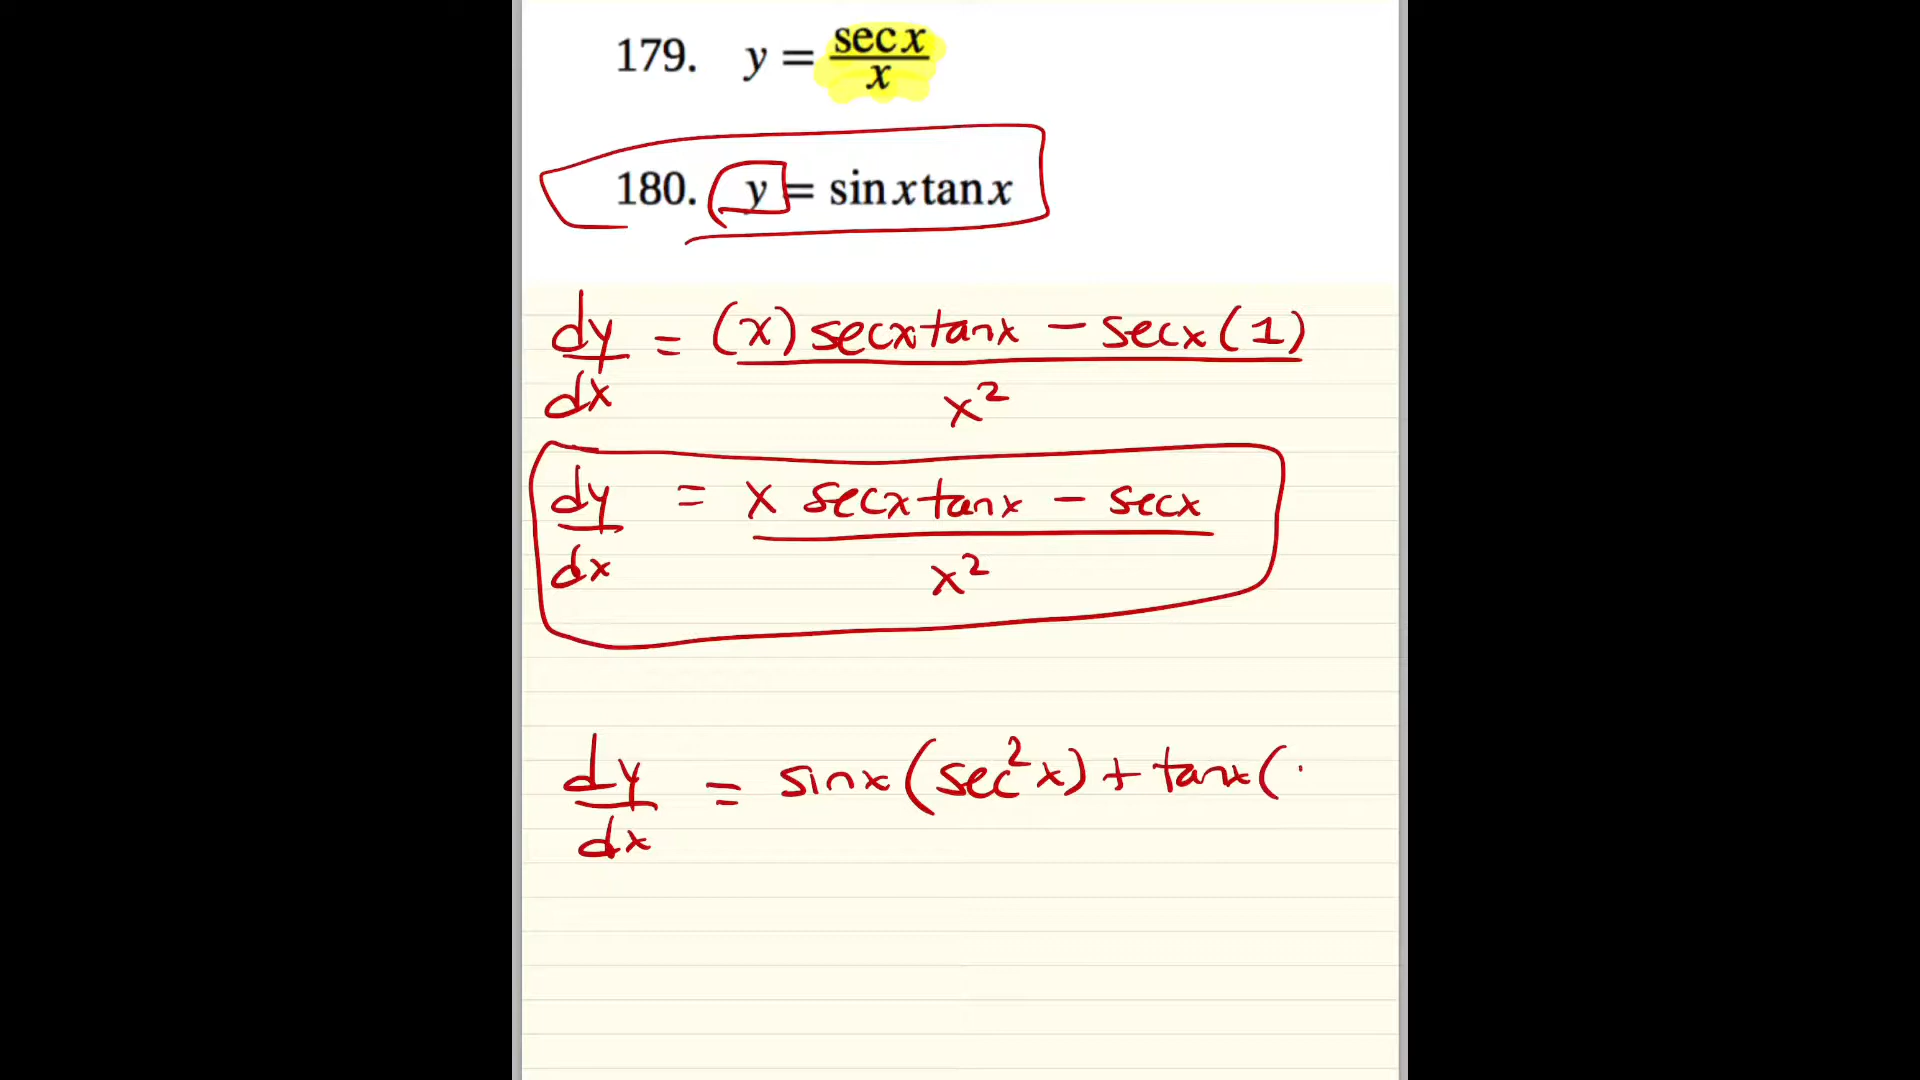 179. y = sec x / x
180. y = sin x tan x
dy/dx = (x) secx tanx − secx (1) / x²
dy/dx = x secx tanx − secx / x²
dy/dx = sinx (sec²x) + tanx (